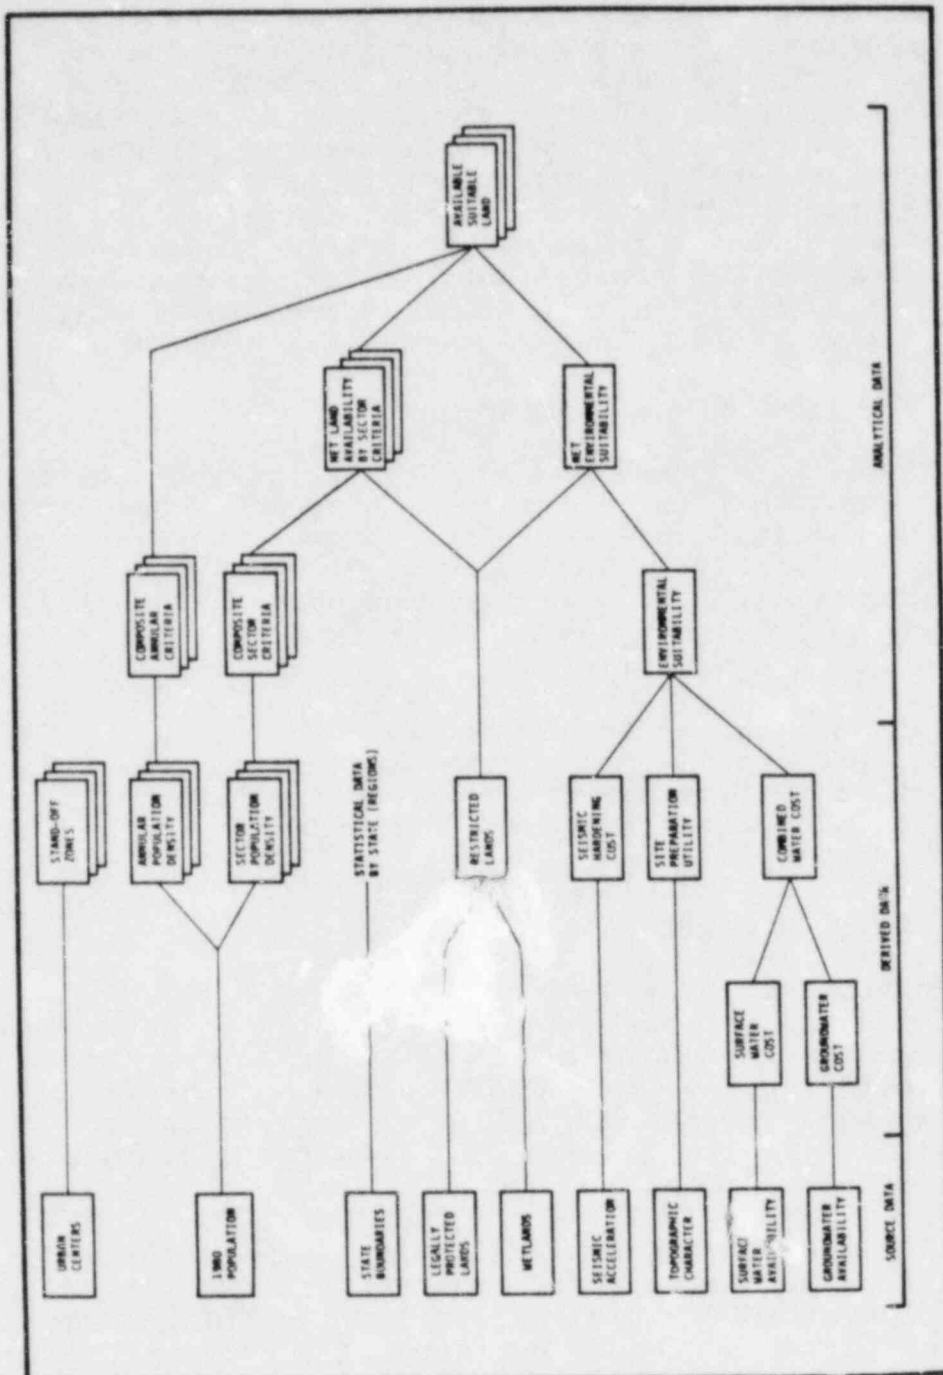 URBAN
CENTERS
1980
POPULATION
STATE
BOUNDARIES
LEGALLY
PROTECTED
LANDS
WETLANDS
SEISMIC
ACCELERATION
TOPOGRAPHIC
CHARACTER
SURFACE
WATER
AVAILABILITY
GROUNDWATER
AVAILABILITY
SOURCE DATA
SURFACE
WATER
COST
GROUNDWATER
COST
STAND-OFF
ZONES
ANNULAR
POPULATION
DENSITY
SECTOR
POPULATION
DENSITY
STATISTICAL DATA
BY STATE (REGIONS)
RESTRICTED
LANDS
SEISMIC
HARDENING
COST
SITE
PREPARATION
UTILITY
COMBINED
WATER COST
DERIVED DATA
COMPOSITE
ANNULAR
CRITERIA
COMPOSITE
SECTOR
CRITERIA
ENVIRONMENTAL
SUITABILITY
NET LAND
AVAILABILITY
BY SECTOR
CRITERIA
NET
ENVIRONMENTAL
SUITABILITY
AVAILABLE
SUITABLE
LAND
ANALYTICAL DATA